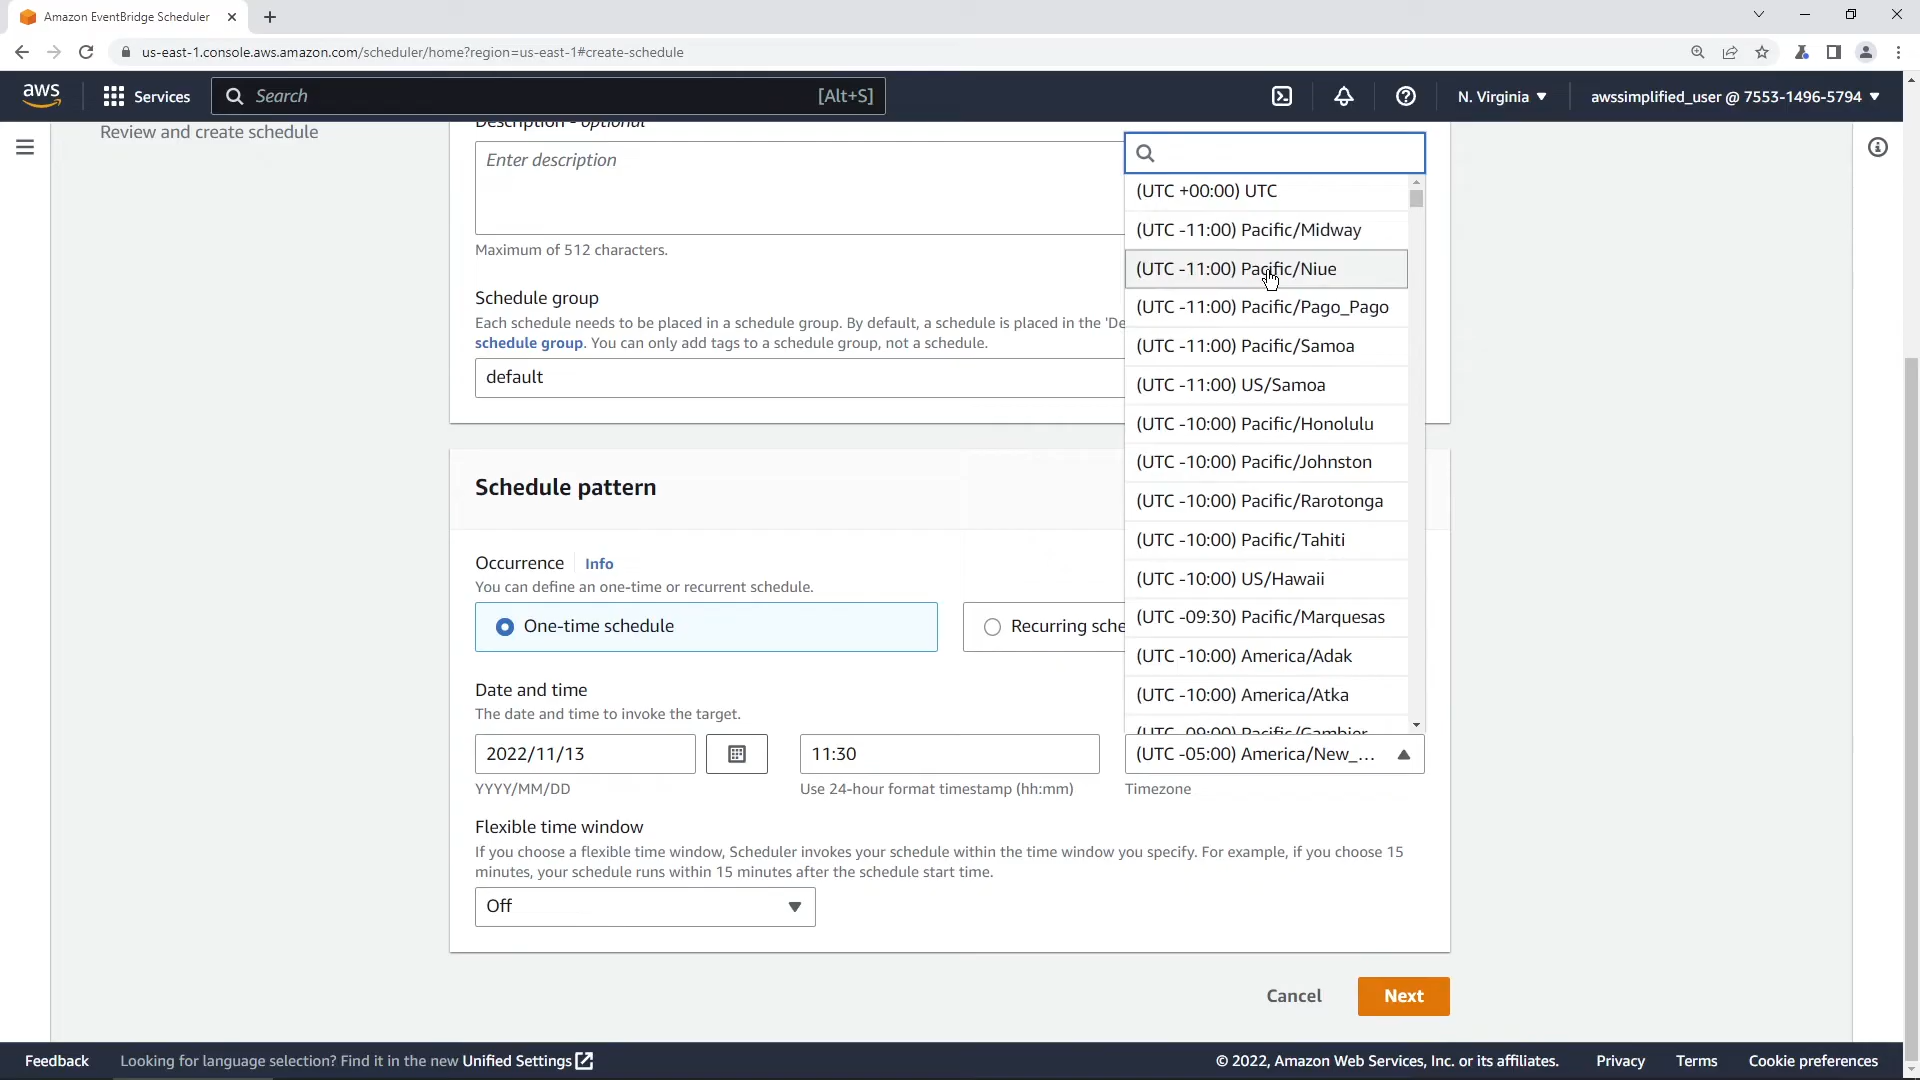 Amazon EventBridge Scheduler
us-east-1.console.aws.amazon.com/scheduler/home?region=us-east-1#create-schedule
aws
Services
Search
[Alt+S]
N. Virginia
awssimplified_user @ 7553-1496-5794
Review and create schedule
Description - optional
Enter description
Maximum of 512 characters.
Schedule group
Each schedule needs to be placed in a schedule group. By default, a schedule is placed in the 'De
schedule group. You can only add tags to a schedule group, not a schedule.
default
(UTC +00:00) UTC
(UTC -11:00) Pacific/Midway
(UTC -11:00) Pacific/Niue
(UTC -11:00) Pacific/Pago_Pago
(UTC -11:00) Pacific/Samoa
(UTC -11:00) US/Samoa
(UTC -10:00) Pacific/Honolulu
(UTC -10:00) Pacific/Johnston
(UTC -10:00) Pacific/Rarotonga
(UTC -10:00) Pacific/Tahiti
(UTC -10:00) US/Hawaii
(UTC -09:30) Pacific/Marquesas
(UTC -10:00) America/Adak
(UTC -10:00) America/Atka
(UTC -09:00) Pacific/Gambier
Schedule pattern
Occurrence
Info
You can define an one-time or recurrent schedule.
One-time schedule
Recurring sche
Date and time
The date and time to invoke the target.
2022/11/13
11:30
(UTC -05:00) America/New_...
YYYY/MM/DD
Use 24-hour format timestamp (hh:mm)
Timezone
Flexible time window
If you choose a flexible time window, Scheduler invokes your schedule within the time window you specify. For example, if you choose 15
minutes, your schedule runs within 15 minutes after the schedule start time.
Off
Cancel
Next
Feedback
Looking for language selection? Find it in the new Unified Settings
© 2022, Amazon Web Services, Inc. or its affiliates.
Privacy
Terms
Cookie preferences